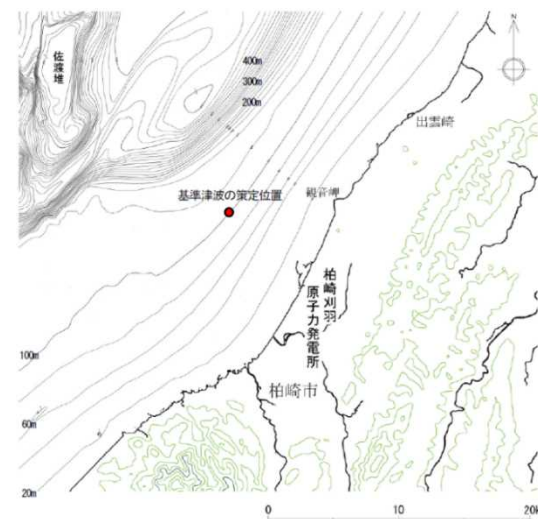 N
佐渡堆
400m
300m
200m
出雲崎
基準津波の策定位置
観音岬
柏崎刈羽
原子力発電所
100m
柏崎市
60m
20m
0 10 20k